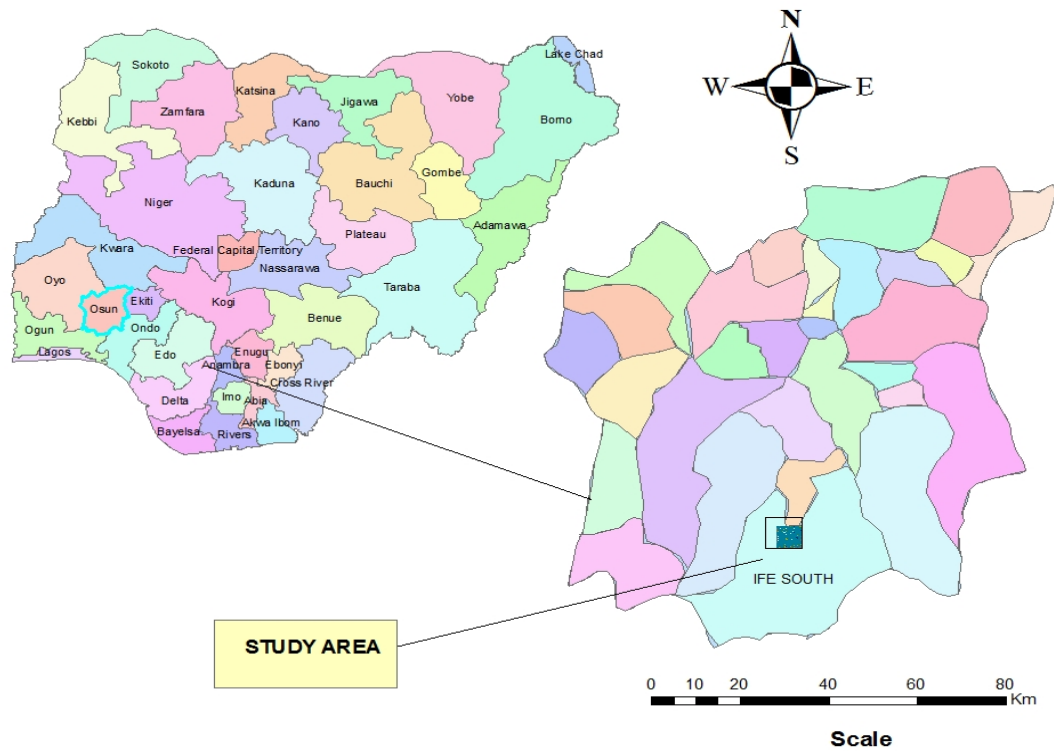 N
W E
S
Lake Chad
Sokoto
Katsina
Zamfara
Jigawa
Yobe
Borno
Kebbi
Kano
Kaduna
Bauchi
Gombe
Niger
Adamawa
Plateau
Kwara
Federal Capital Territory
Nassarawa
Taraba
Oyo
Osun
Ekiti
Kogi
Benue
Ogun
Ondo
Lagos
Edo
Enugu
Anambra
Ebonyi
Cross River
Delta
Imo
Abia
Akwa Ibom
Bayelsa
Rivers
IFE SOUTH
STUDY AREA
0 5 10 20 40 60 80
Km
Scale